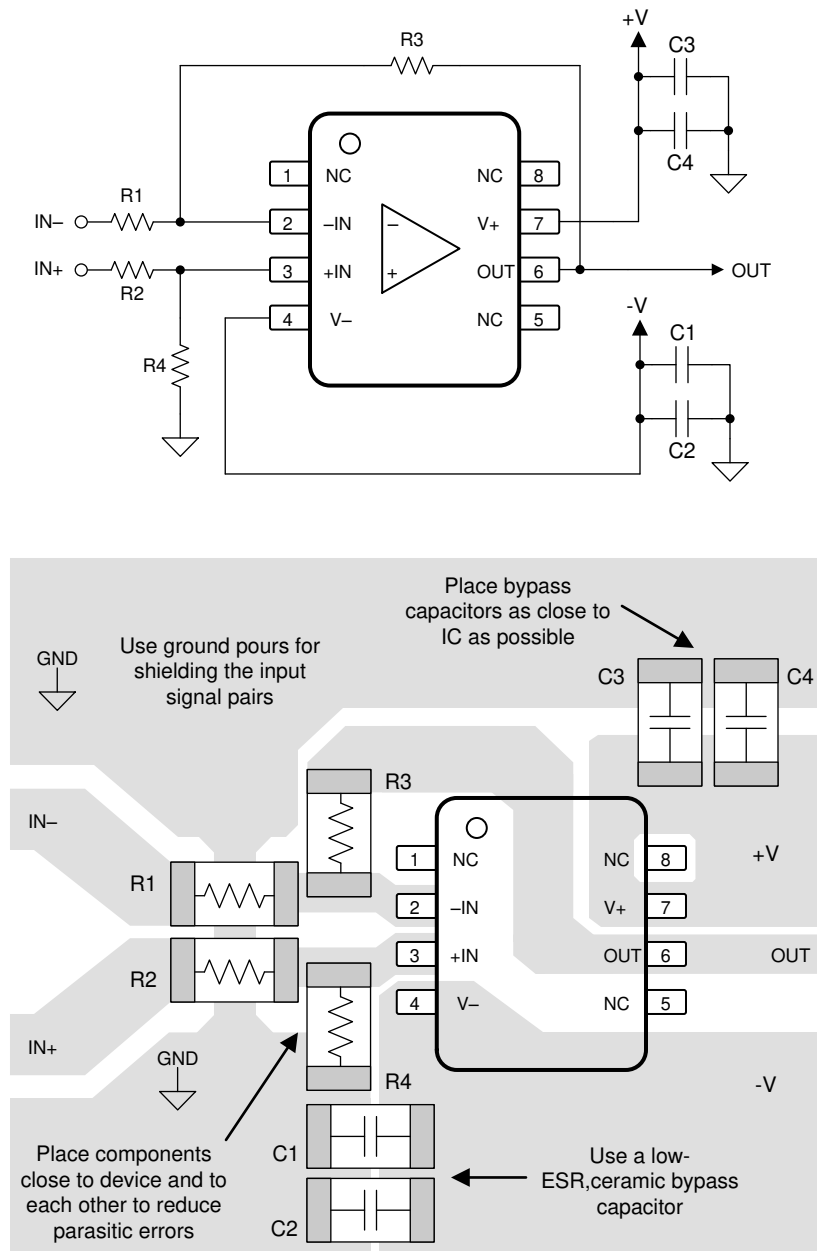 +V
R3
C3
C4
1 NC
NC 8
R1
IN–
2 –IN
–
V+ 7
IN+
R2
3 +IN
+
OUT 6
OUT
4 V–
NC 5
-V
R4
C1
C2
Place bypass
capacitors as close to
IC as possible
Use ground pours for
shielding the input
signal pairs
GND
C3
C4
R3
IN–
R1
1 NC
NC 8
+V
2 –IN
V+ 7
R2
3 +IN
OUT 6
OUT
4 V–
NC 5
IN+
GND
R4
-V
Place components
close to device and to
each other to reduce
parasitic errors
C1
C2
Use a low-
ESR,ceramic bypass
capacitor